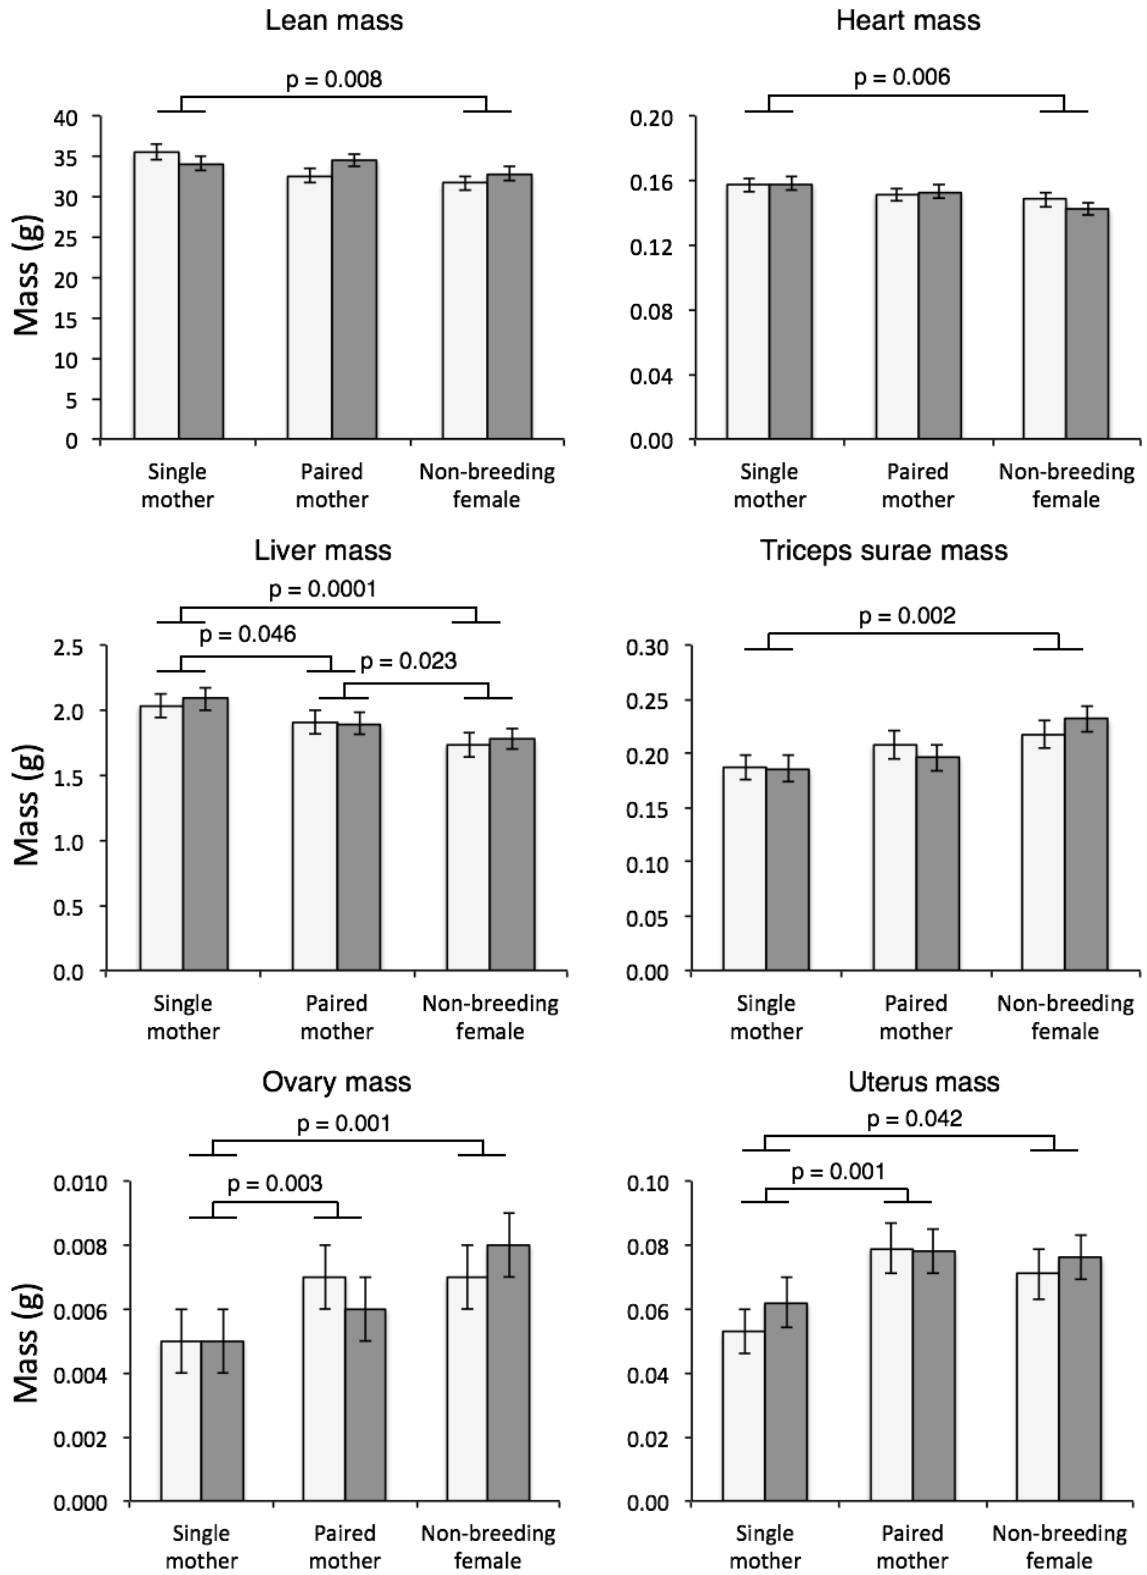 Lean mass
p = 0.008
40
35
30
25
20
15
10
5
0
Mass (g)
Single mother
Paired mother
Non-breeding female
Heart mass
p = 0.006
0.20
0.16
0.12
0.08
0.04
0.00
Single mother
Paired mother
Non-breeding female
Liver mass
p = 0.0001
p = 0.046
p = 0.023
2.5
2.0
1.5
1.0
0.5
0.0
Mass (g)
Single mother
Paired mother
Non-breeding female
Triceps surae mass
p = 0.002
0.30
0.25
0.20
0.15
0.10
0.05
0.00
Single mother
Paired mother
Non-breeding female
Ovary mass
p = 0.001
p = 0.003
0.010
0.008
0.006
0.004
0.002
0.000
Mass (g)
Single mother
Paired mother
Non-breeding female
Uterus mass
p = 0.042
p = 0.001
0.10
0.08
0.06
0.04
0.02
0.00
Single mother
Paired mother
Non-breeding female